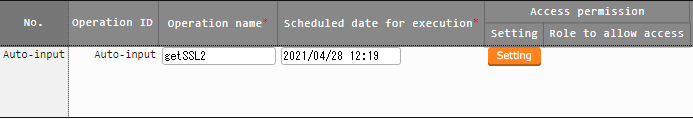 No. Operation ID Operation name* Scheduled date for execution* Access permission
Setting Role to allow access
Auto-input Auto-input getSSL2 2021/04/28 12:19 Setting